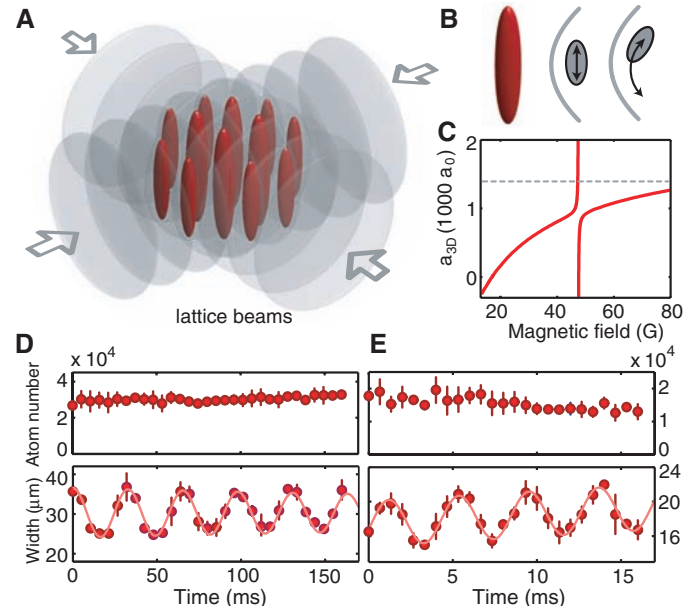 A
B
lattice beams
C
a3D (1000 a0)
2
1
0
20
40
60
80
Magnetic field (G)
D
x 10^4
Atom number
4
2
0
Width (μm)
40
30
20
0
50
100
150
Time (ms)
E
x 10^4
2
1
0
24
20
16
0
5
10
15
Time (ms)